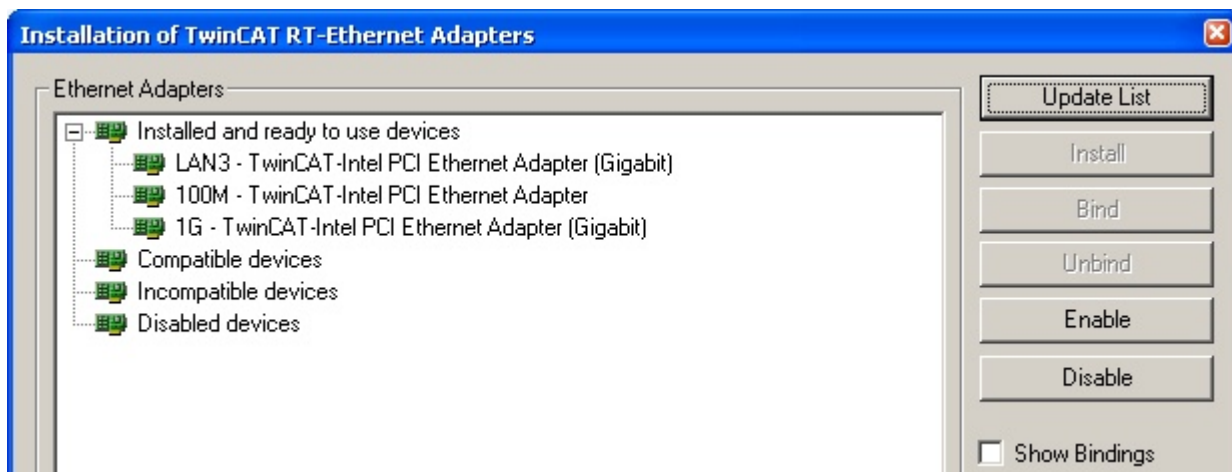 Installation of TwinCAT RT-Ethernet Adapters
Ethernet Adapters
Installed and ready to use devices
LAN3 - TwinCAT-Intel PCI Ethernet Adapter (Gigabit)
100M - TwinCAT-Intel PCI Ethernet Adapter
1G - TwinCAT-Intel PCI Ethernet Adapter (Gigabit)
Compatible devices
Incompatible devices
Disabled devices
Update List
Install
Bind
Unbind
Enable
Disable
Show Bindings